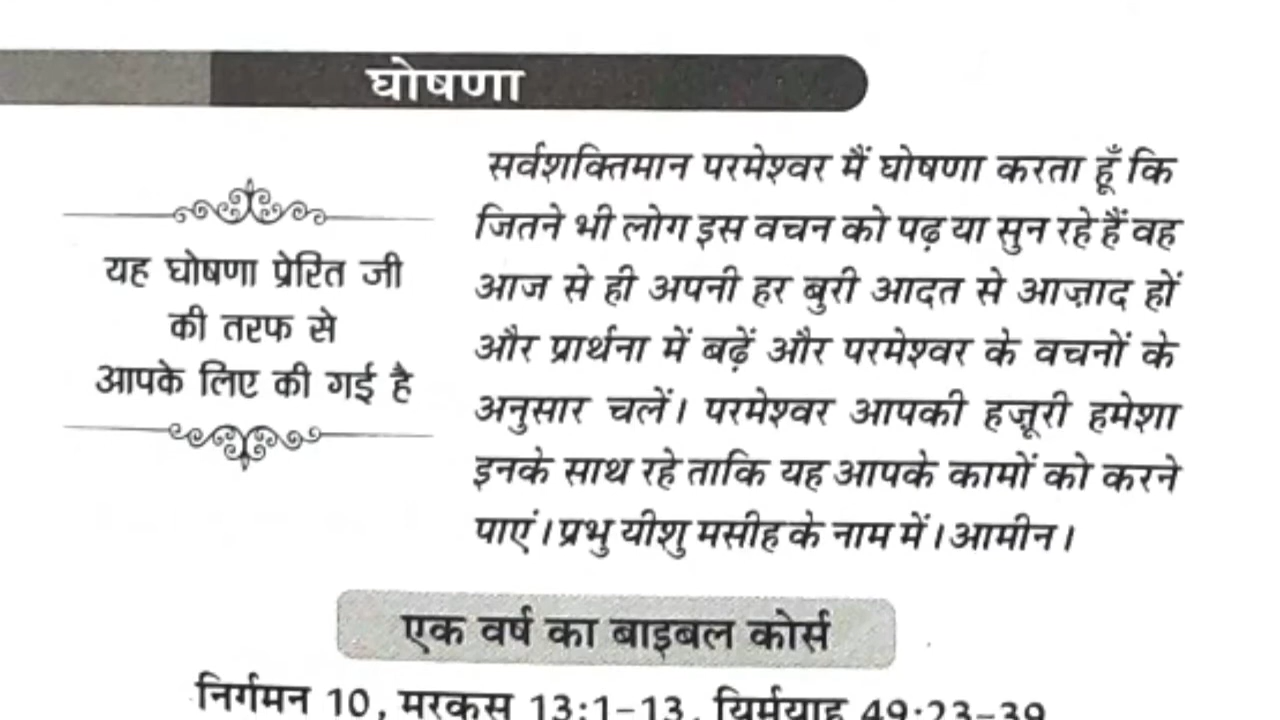 घोषणा
यह घोषणा प्रेरित जी
की तरफ से
आपके लिए की गई है
सर्वशक्तिमान परमेश्वर मैं घोषणा करता हूँ कि
जितने भी लोग इस वचन को पढ़ या सुन रहे हैं वह
आज से ही अपनी हर बुरी आदत से आज़ाद हों
और प्रार्थना में बढ़ें और परमेश्वर के वचनों के
अनुसार चलें। परमेश्वर आपकी हज़ूरी हमेशा
इनके साथ रहे ताकि यह आपके कामों को करने
पाएं। प्रभु यीशु मसीह के नाम में। आमीन।
एक वर्ष का बाइबल कोर्स
निर्गमन 10, मरकुस 13:1-13, यिर्मयाह 49:23-39